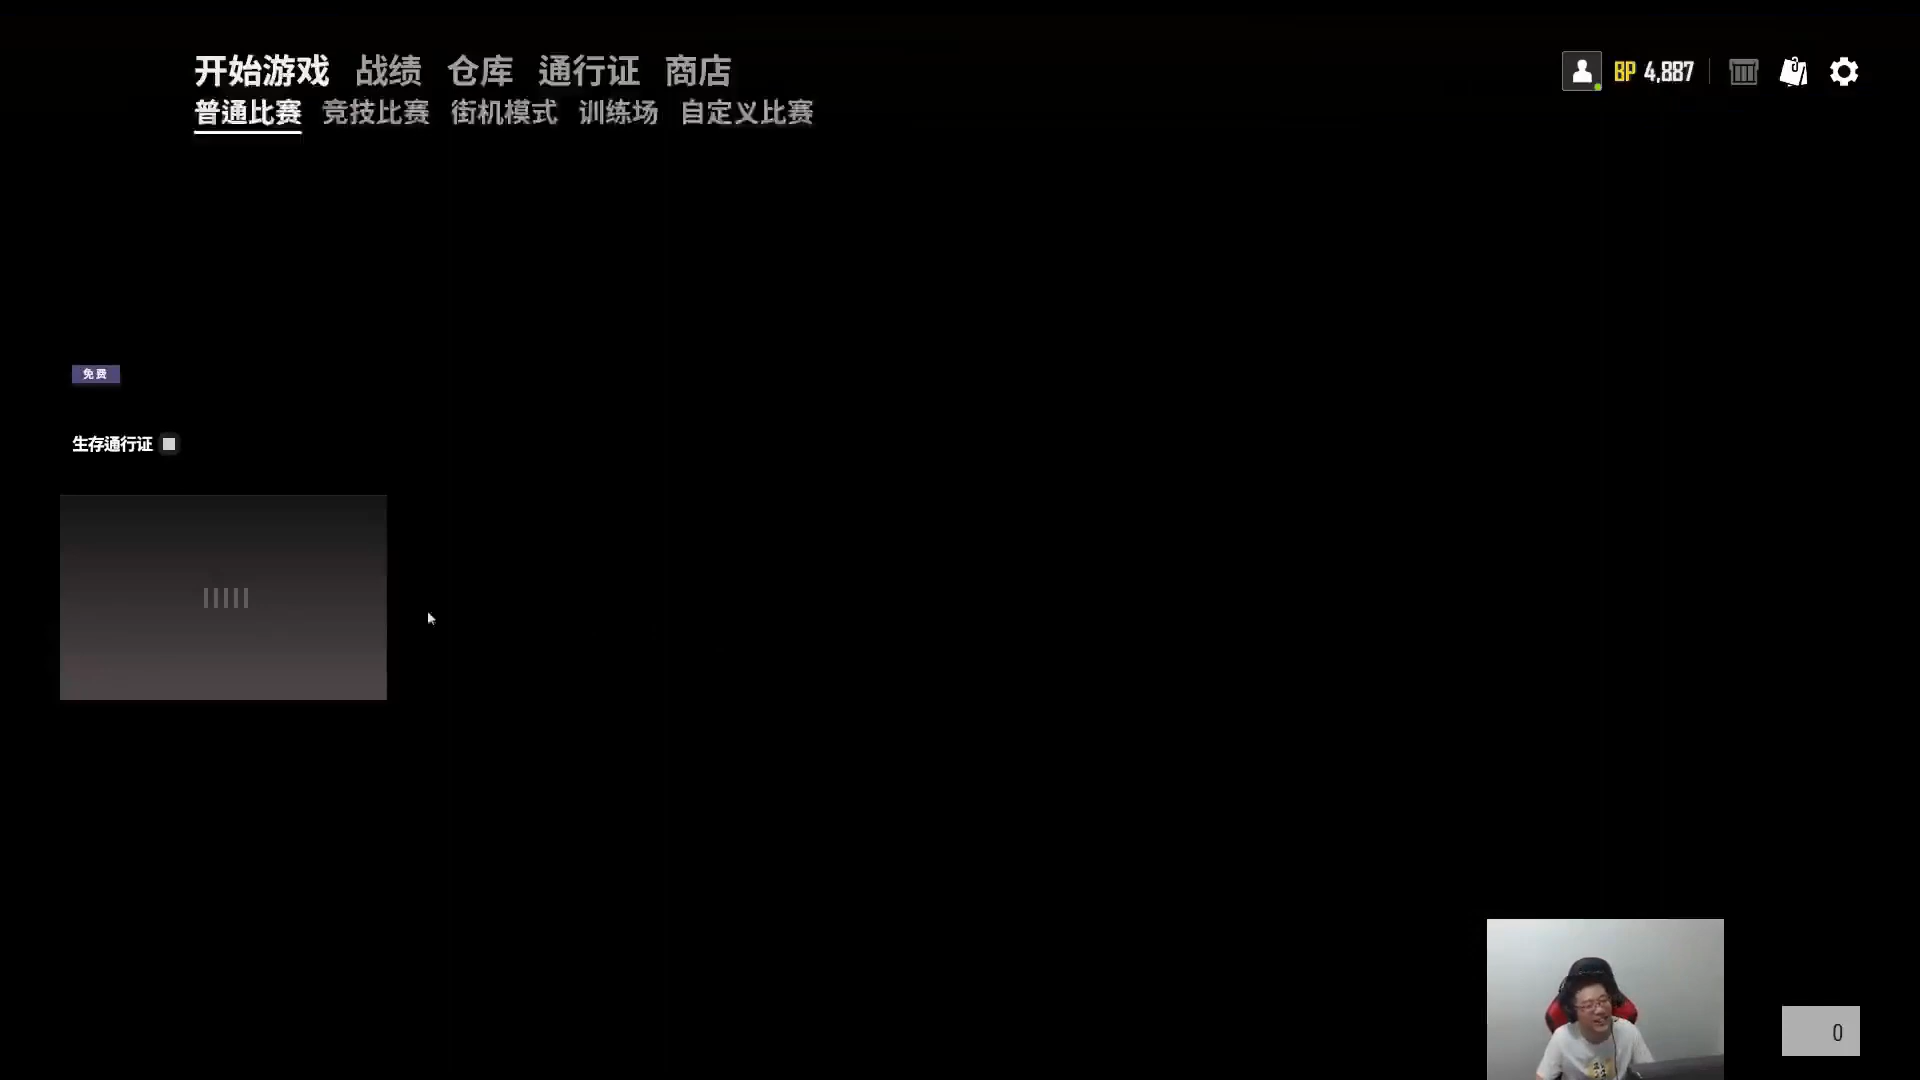 开始游戏 战绩 仓库 通行证 商店
BP 4,887
普通比赛 竞技比赛 街机模式 训练场 自定义比赛
免费
生存通行证
0